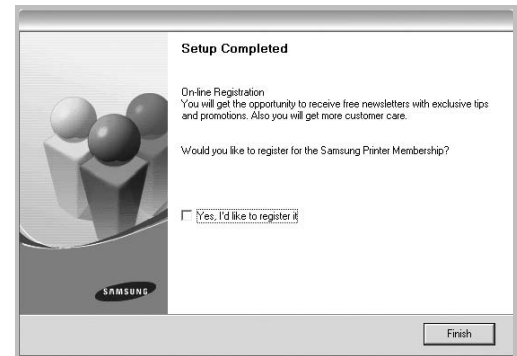 Setup Completed
On-line Registration
You will get the opportunity to receive free newsletters with exclusive tips
and promotions. Also you will get more customer care.
Would you like to register for the Samsung Printer Membership?
Yes, I'd like to register it
SAMSUNG
Finish